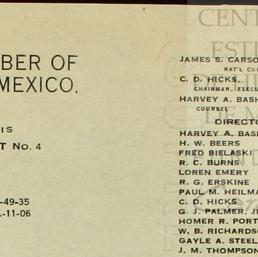 BER OF
MEXICO,
IS
T No. 4
-49-35
-11-06
JAMES S. CARSO
NAT'L COU
C. D. HICKS,
CHAIRMAN, EXECU
HARVEY A. BASH
COUNSEL
DIRECTO
HARVEY A. BASH
H. W. BEERS
FRED BIELASKI
R. C. BURNS
LOREN EMERY
R. G. ERSKINE
PAUL M. HEILMA
C. D. HICKS
G. J. PALMER, JR
HOMER R. PORT
W. B. RICHARDSO
GAYLE A. STEEL
J. M. THOMPSON
CENT
ESTU